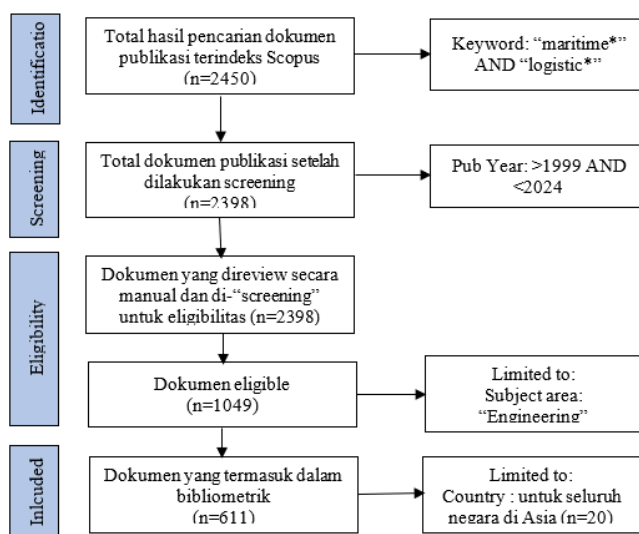 Identificatio
Total hasil pencarian dokumen
publikasi terindeks Scopus
(n=2450)
Keyword: “maritime*”
AND “logistic*”
Screening
Total dokumen publikasi setelah
dilakukan screening
(n=2398)
Pub Year: >1999 AND
<2024
Eligibility
Dokumen yang direview secara
manual dan di-“screening”
untuk eligibilitas (n=2398)
Dokumen eligible
(n=1049)
Limited to:
Subject area:
“Engineering”
Inlcuded
Dokumen yang termasuk dalam
bibliometrik
(n=611)
Limited to:
Country : untuk seluruh
negara di Asia (n=20)